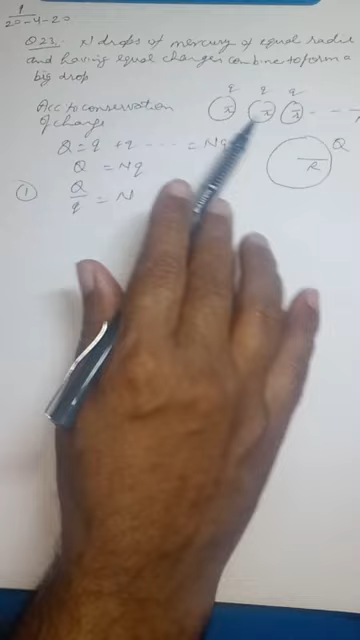 1
20-4-20
Q23. N drops of mercury of equal radii
and having equal charges combine to form a
big drop
q q q
Acc to conservation
of charge
r r r - - -
Q = q + q ---- = Nq
Q
Q = Nq
R
① Q/q = N